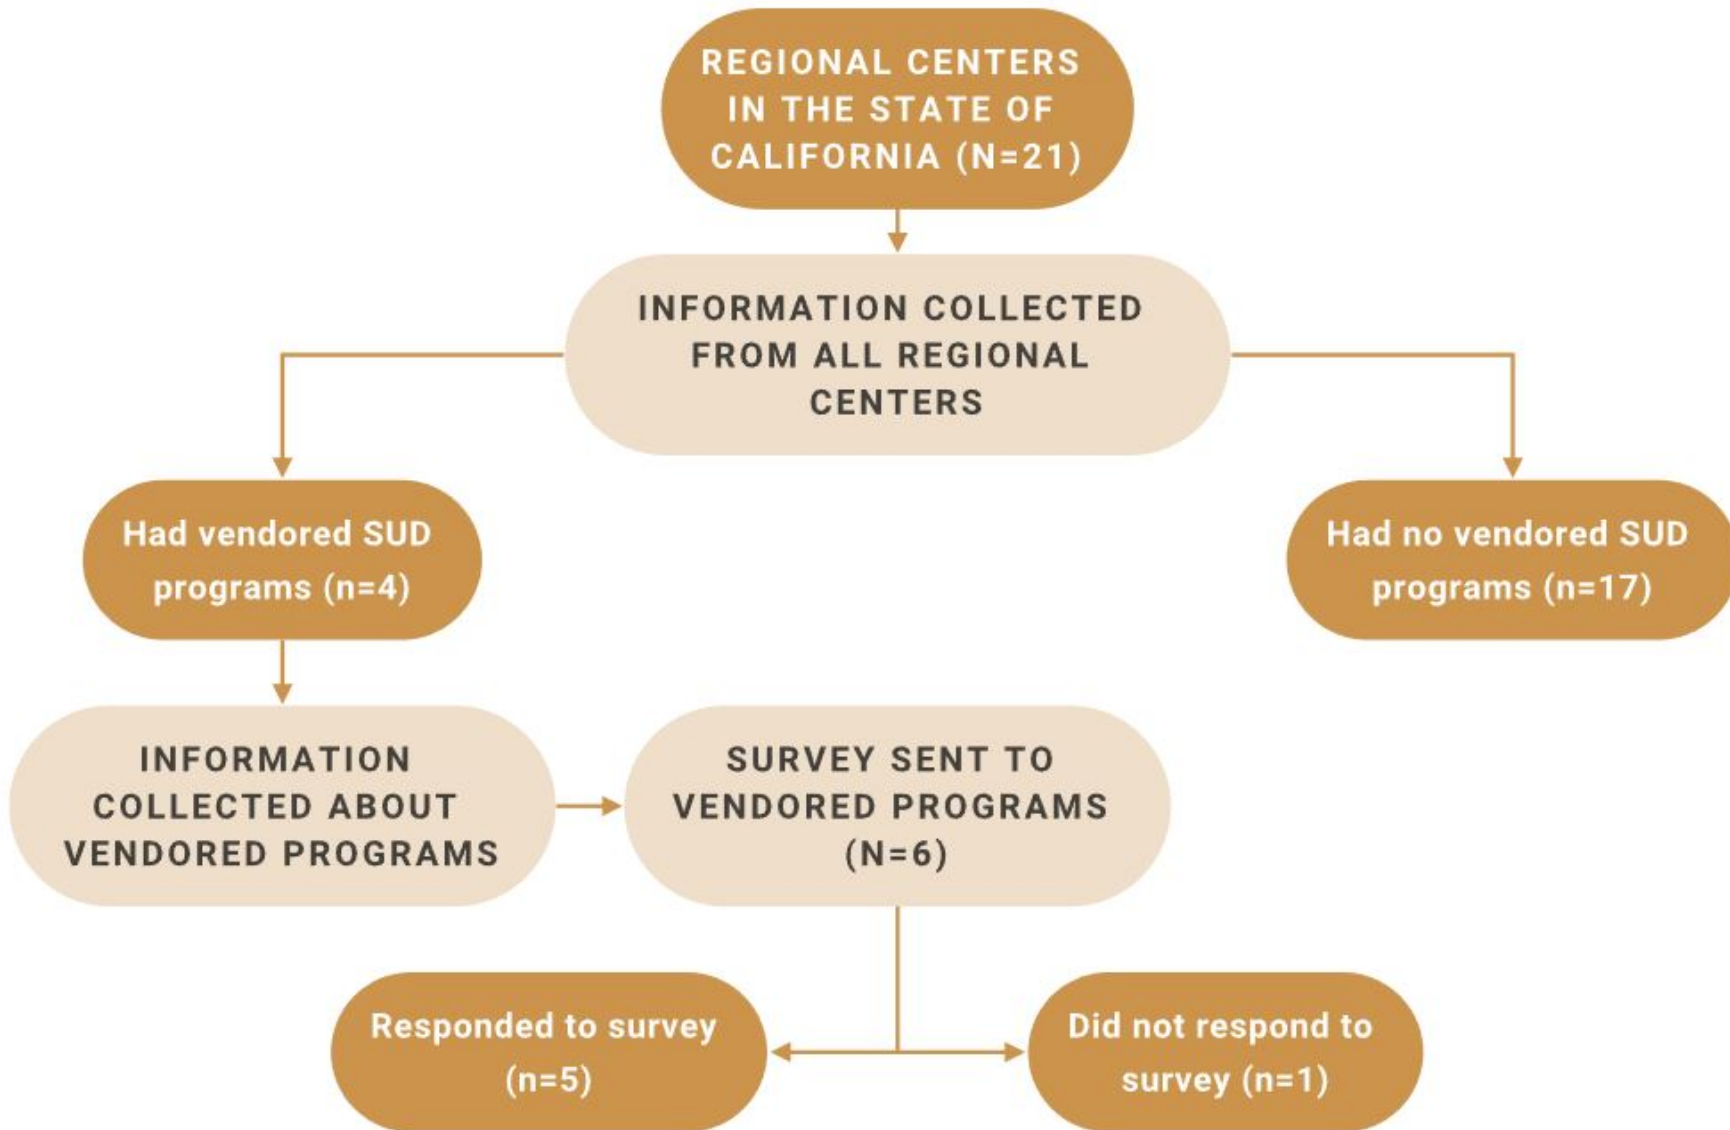 REGIONAL CENTERS
IN THE STATE OF
CALIFORNIA (N=21)
INFORMATION COLLECTED
FROM ALL REGIONAL
CENTERS
Had vendored SUD
programs (n=4)
Had no vendored SUD
programs (n=17)
INFORMATION
COLLECTED ABOUT
VENDORED PROGRAMS
SURVEY SENT TO
VENDORED PROGRAMS
(N=6)
Responded to survey
(n=5)
Did not respond to
survey (n=1)